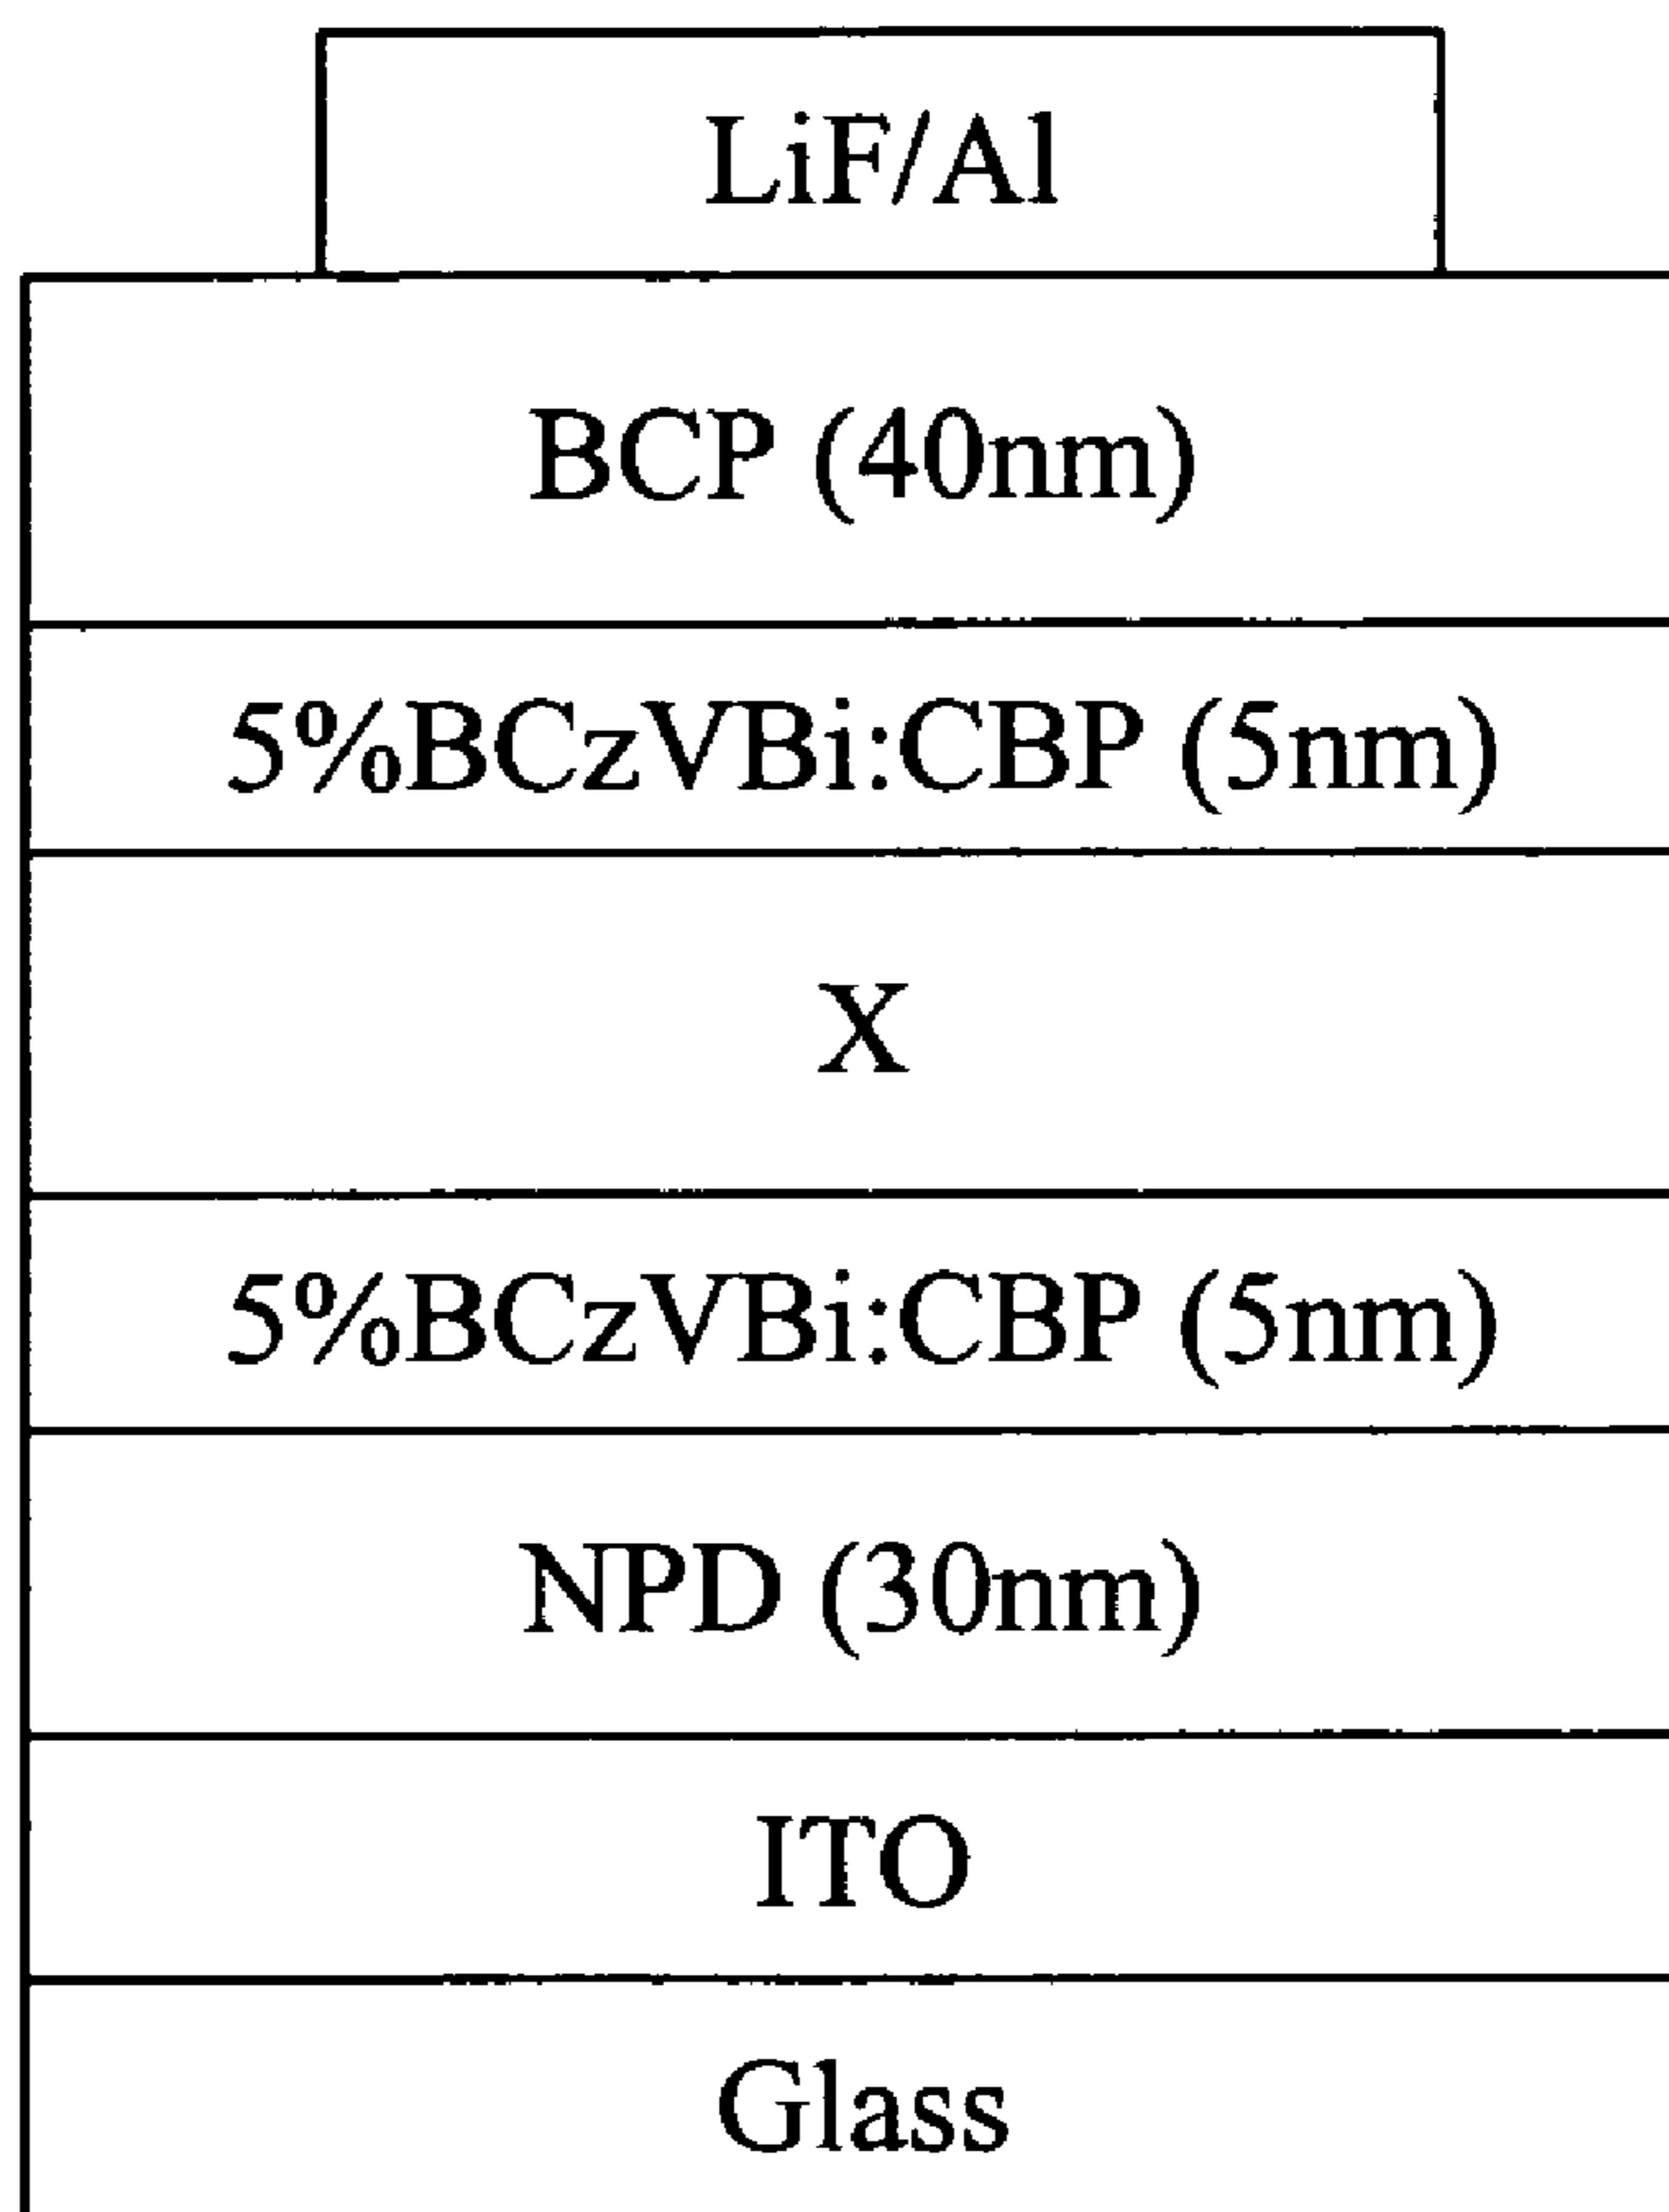 LiF/Al
BCP (40nm)
5%BCzVBi:CBP (5nm)
X
5%BCzVBi:CBP (5nm)
NPD (30nm)
ITO
Glass